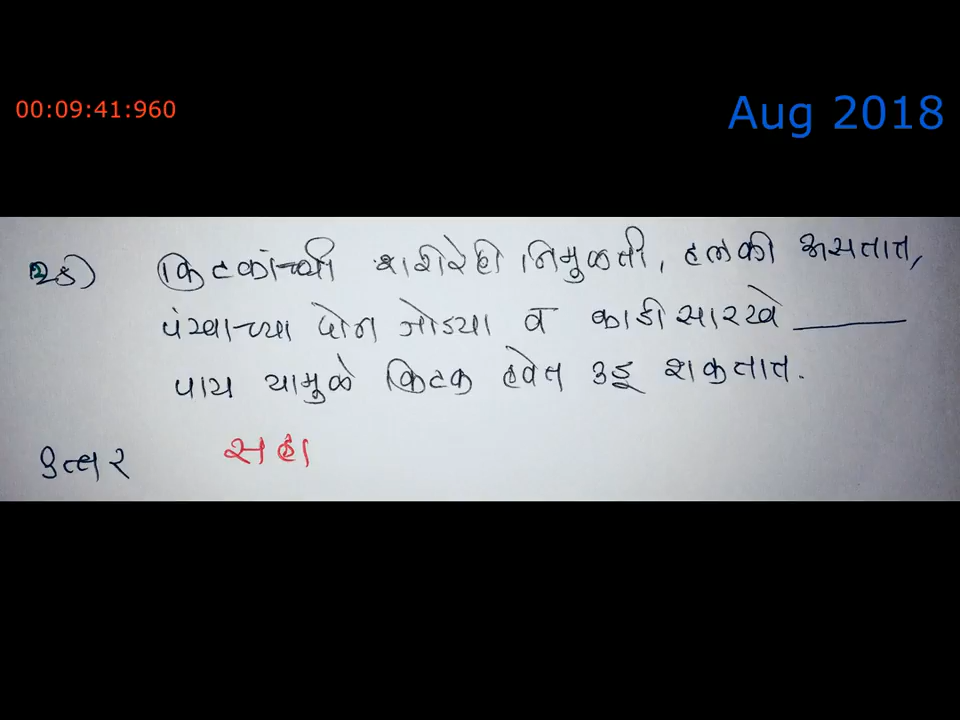 00:09:41:960
Aug 2018
२८) किटकांची शरीरेही निमुळती, हलकी असतात,
पंखाच्या दोन जोड्या व काडीसारखे ______
पाय यामुळे किटक हवेत उडू शकतात.
उत्तर सहा